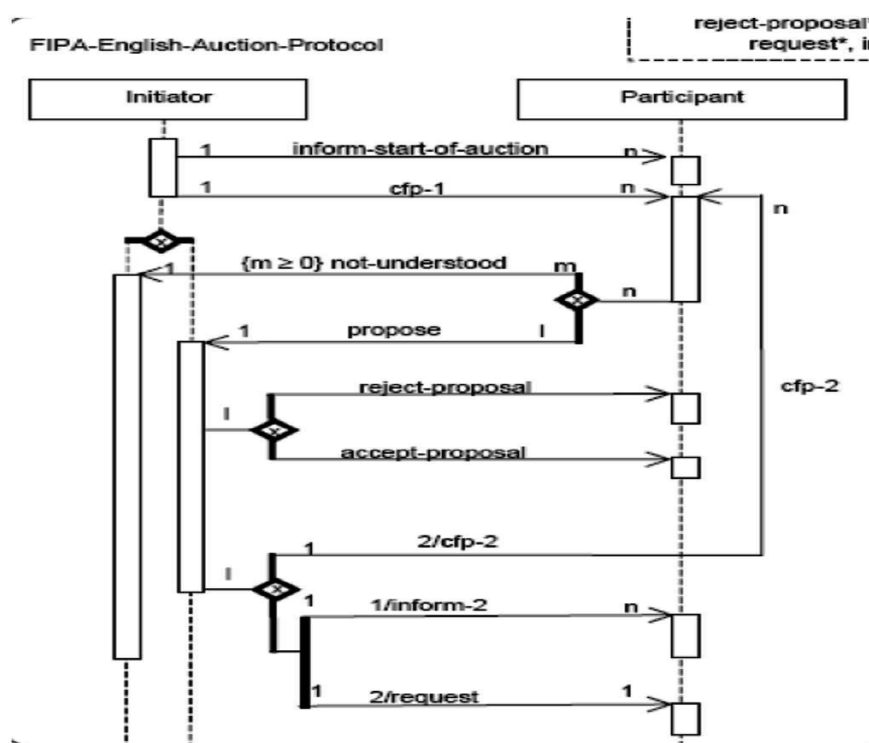 reject-proposal*
request*, i
FIPA-English-Auction-Protocol
Initiator
Participant
1 inform-start-of-auction n
1 cfp-1 n
n
1 {m ≥ 0} not-understood m
n
1 propose l
reject-proposal
cfp-2
l
accept-proposal
1 2/cfp-2
l
1 1/inform-2 n
1 2/request 1